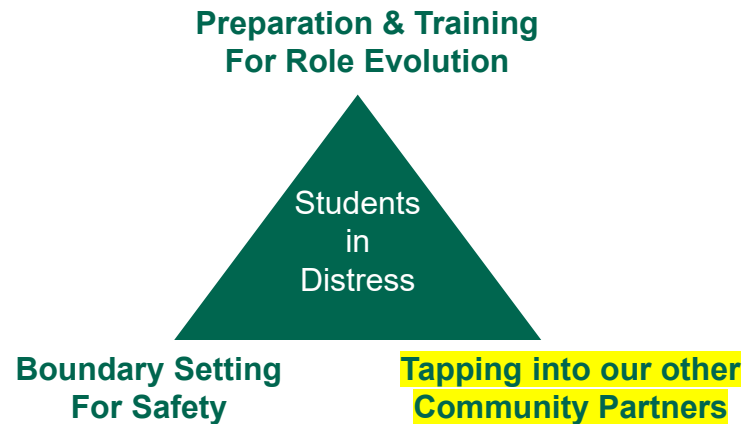 Preparation & Training
For Role Evolution
Students
in
Distress
Boundary Setting
For Safety
Tapping into our other
Community Partners